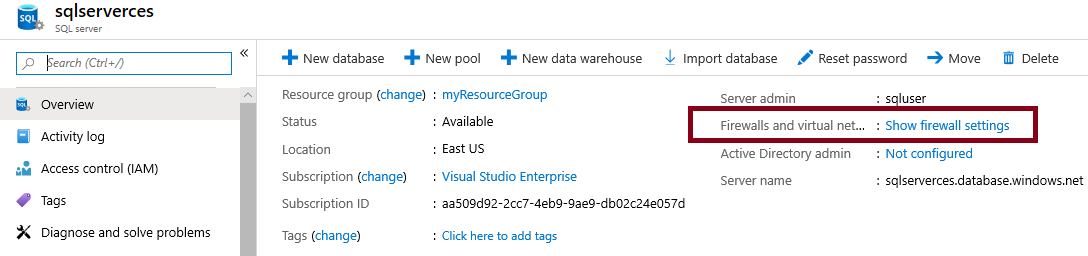 SQL
sqlserverces
SQL server
Search (Ctrl+/)
Overview
Activity log
Access control (IAM)
Tags
Diagnose and solve problems
New database
New pool
New data warehouse
Import database
Reset password
Move
Delete
Resource group (change) : myResourceGroup
Status : Available
Location : East US
Subscription (change) : Visual Studio Enterprise
Subscription ID : aa509d92-2cc7-4eb9-9ae9-db02c24e057d
Tags (change) : Click here to add tags
Server admin : sqluser
Firewalls and virtual net... : Show firewall settings
Active Directory admin : Not configured
Server name : sqlserverces.database.windows.net